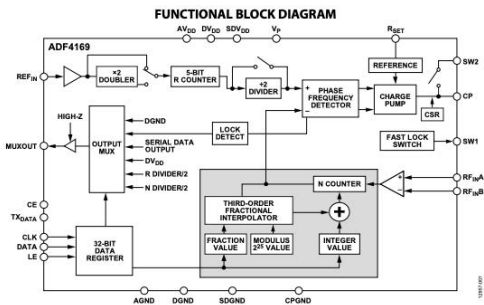 FUNCTIONAL BLOCK DIAGRAM
AVDD DVDD SDVDD VP RSET
ADF4169
REFIN
×2
DOUBLER
5-BIT
R COUNTER
÷2
DIVIDER
PHASE
FREQUENCY
DETECTOR
+
−
REFERENCE
CHARGE
PUMP
CSR
SW2
CP
HIGH-Z
MUXOUT
OUTPUT
MUX
DGND
LOCK
DETECT
SERIAL DATA
OUTPUT
DVDD
R DIVIDER/2
N DIVIDER/2
FAST LOCK
SWITCH
SW1
N COUNTER
+
−
RFINA
RFINB
THIRD-ORDER
FRACTIONAL
INTERPOLATOR
+
CE
TXDATA
CLK
DATA
LE
32-BIT
DATA
REGISTER
FRACTION
VALUE
MODULUS
2²⁵ VALUE
INTEGER
VALUE
AGND DGND SDGND CPGND